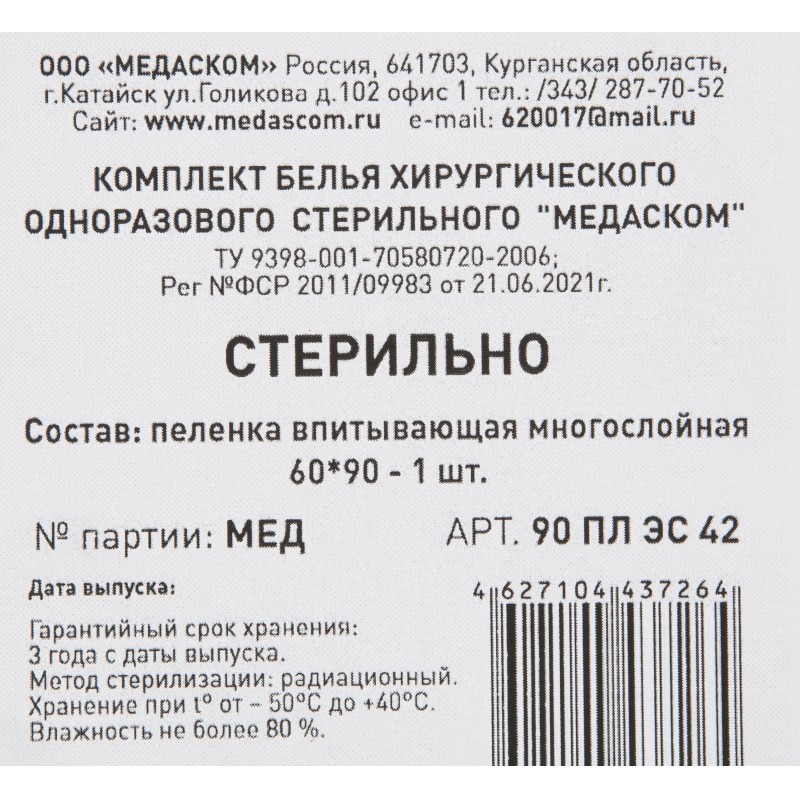 ООО «МЕДАСКОМ» Россия, 641703, Курганская область,
г.Катайск ул.Голикова д.102 офис 1 тел.: /343/ 287-70-52
Сайт: www.medascom.ru e-mail: 620017@mail.ru
КОМПЛЕКТ БЕЛЬЯ ХИРУРГИЧЕСКОГО
ОДНОРАЗОВОГО СТЕРИЛЬНОГО "МЕДАСКОМ"
ТУ 9398-001-70580720-2006;
Рег №ФСР 2011/09983 от 21.06.2021г.
СТЕРИЛЬНО
Состав: пеленка впитывающая многослойная
60*90 - 1 шт.
№ партии: МЕД АРТ. 90 ПЛ ЭС 42
Дата выпуска:
4 627104 437264
Гарантийный срок хранения:
3 года с даты выпуска.
Метод стерилизации: радиационный.
Хранение при t° от – 50°С до +40°С.
Влажность не более 80 %.